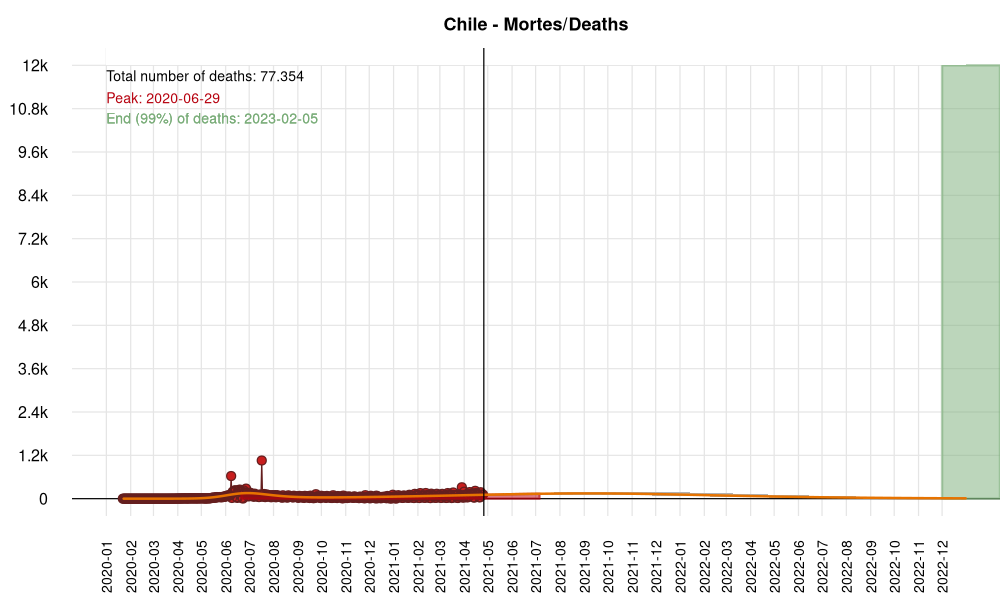 Chile - Mortes/Deaths
Total number of deaths: 77.354
Peak: 2020-06-29
End (99%) of deaths: 2023-02-05
12k
10.8k
9.6k
8.4k
7.2k
6k
4.8k
3.6k
2.4k
1.2k
0
2020-01
2020-02
2020-03
2020-04
2020-05
2020-06
2020-07
2020-08
2020-09
2020-10
2020-11
2020-12
2021-01
2021-02
2021-03
2021-04
2021-05
2021-06
2021-07
2021-08
2021-09
2021-10
2021-11
2021-12
2022-01
2022-02
2022-03
2022-04
2022-05
2022-06
2022-07
2022-08
2022-09
2022-10
2022-11
2022-12